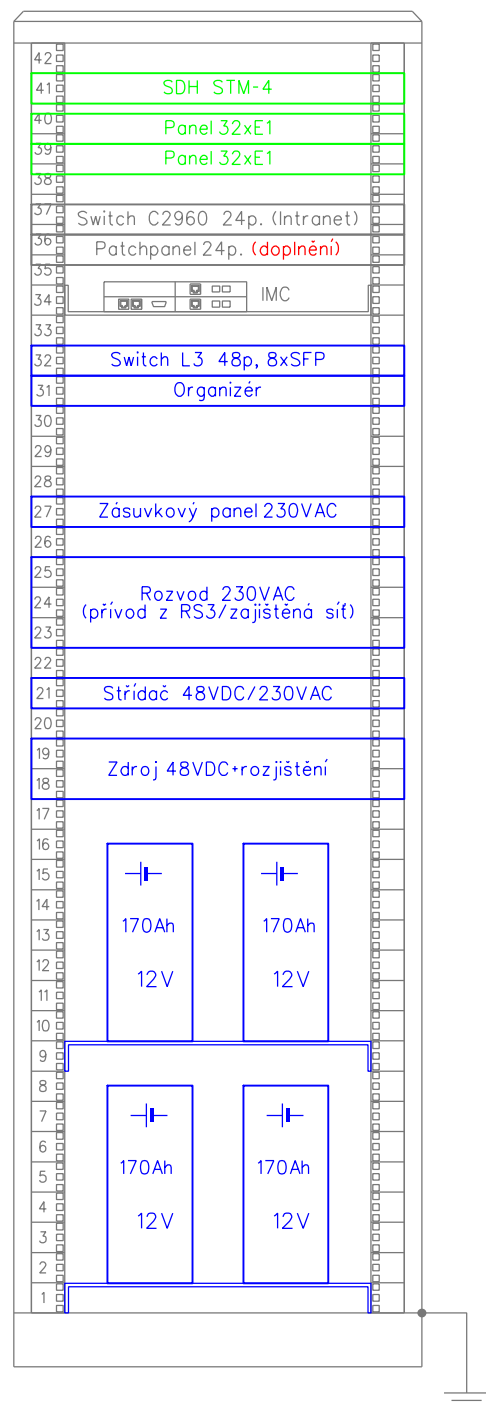 42
41 SDH STM-4
40 Panel 32xE1
39 Panel 32xE1
38
37 Switch C2960 24p. (Intranet)
36 Patchpanel 24p. (doplnění)
35
34 IMC
33
32 Switch L3 48p, 8xSFP
31 Organizér
30
29
28
27 Zásuvkový panel 230VAC
26
25
24 Rozvod 230VAC
(přívod z RS3/zajištěná síť)
23
22
21 Střídač 48VDC/230VAC
20
19
Zdroj 48VDC+rozjištění
18
17
16
15
14
13 170Ah 170Ah
12
12V 12V
11
10
9
8
7
6
170Ah 170Ah
5
4
12V 12V
3
2
1